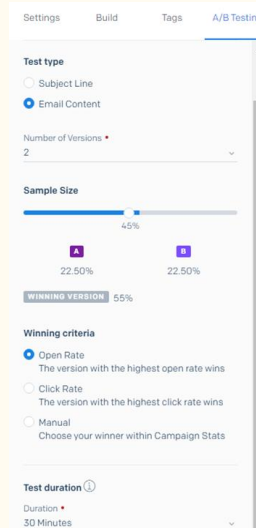 Settings Build Tags A/B Testin
Test type
Subject Line
Email Content
Number of Versions •
2
Sample Size
45%
A B
22.50% 22.50%
WINNING VERSION 55%
Winning criteria
Open Rate
The version with the highest open rate wins
Click Rate
The version with the highest click rate wins
Manual
Choose your winner within Campaign Stats
Test duration i
Duration •
30 Minutes